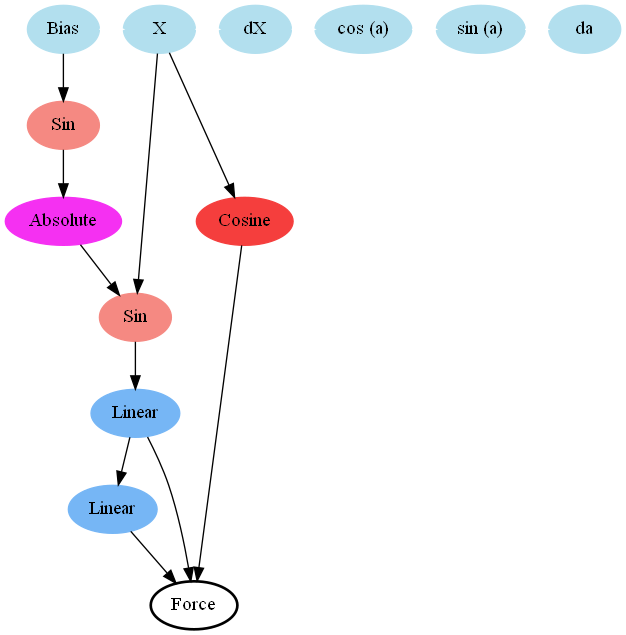 Bias
X
dX
cos (a)
sin (a)
da
Sin
Absolute
Cosine
Sin
Linear
Linear
Force